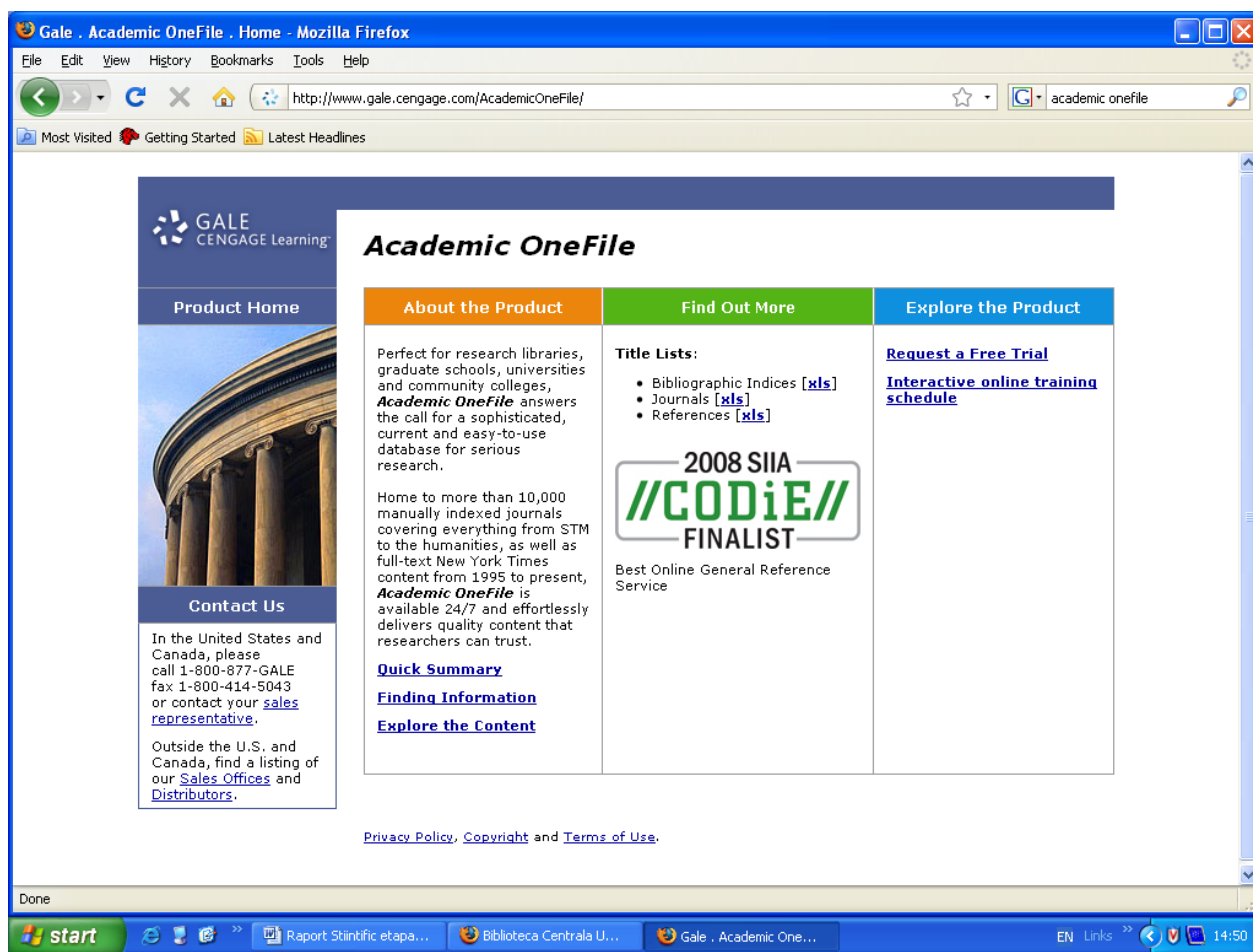 Gale . Academic OneFile . Home - Mozilla Firefox
File Edit View History Bookmarks Tools Help
http://www.gale.cengage.com/AcademicOneFile/
G academic onefile
Most Visited Getting Started Latest Headlines
GALE
CENGAGE Learning
Academic OneFile
Product Home
About the Product
Find Out More
Explore the Product
Perfect for research libraries,
graduate schools, universities
and community colleges,
Academic OneFile answers
the call for a sophisticated,
current and easy-to-use
database for serious
research.
Home to more than 10,000
manually indexed journals
covering everything from STM
to the humanities, as well as
full-text New York Times
content from 1995 to present,
Academic OneFile is
available 24/7 and effortlessly
delivers quality content that
researchers can trust.
Quick Summary
Finding Information
Explore the Content
Title Lists:
• Bibliographic Indices [xls]
• Journals [xls]
• References [xls]
2008 SIIA
//CODiE//
FINALIST
Best Online General Reference
Service
Request a Free Trial
Interactive online training
schedule
Contact Us
In the United States and
Canada, please
call 1-800-877-GALE
fax 1-800-414-5043
or contact your sales
representative.
Outside the U.S. and
Canada, find a listing of
our Sales Offices and
Distributors.
Privacy Policy, Copyright and Terms of Use.
Done
start
Raport Stiintific etapa...
Biblioteca Centrala U...
Gale . Academic One...
EN Links » 14:50